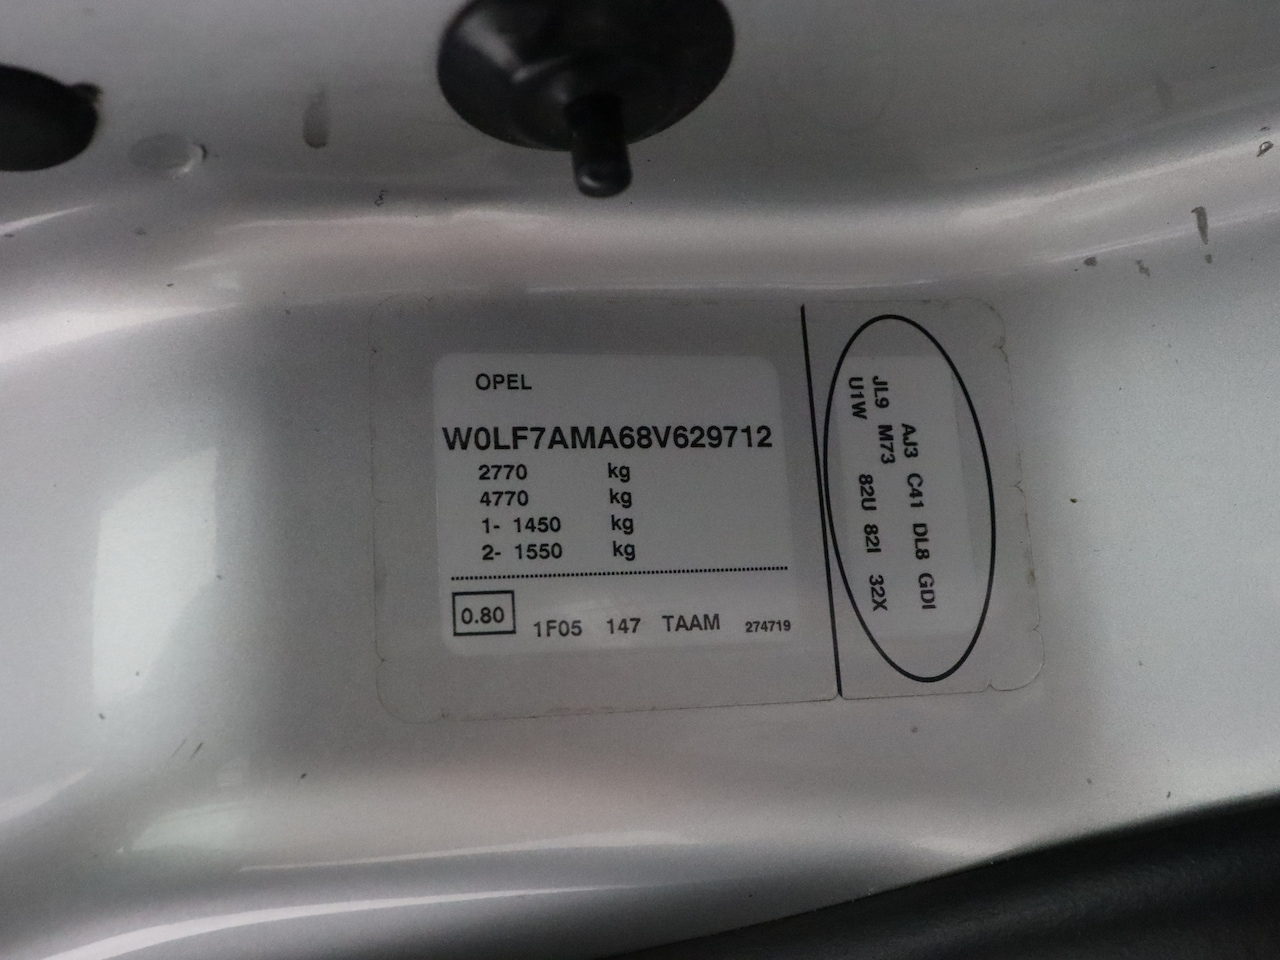 OPEL
W0LF7AMA68V629712
2770 kg
4770 kg
1- 1450 kg
2- 1550 kg
0.80 1F05 147 TAAM 274719
AJ3 C41 DL8 GDI
JL9 M73 82U 82I 32X
U1W